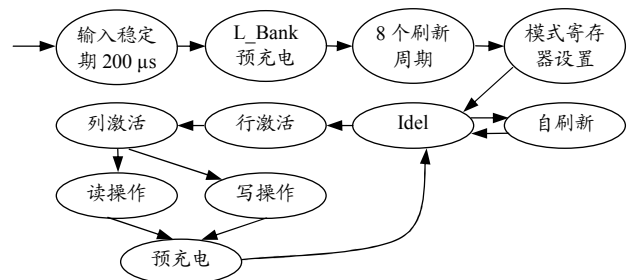 输入稳定
期 200 μs
L_Bank
预充电
8 个刷新
周期
模式寄存
器设置
列激活
行激活
Idel
自刷新
读操作
写操作
预充电